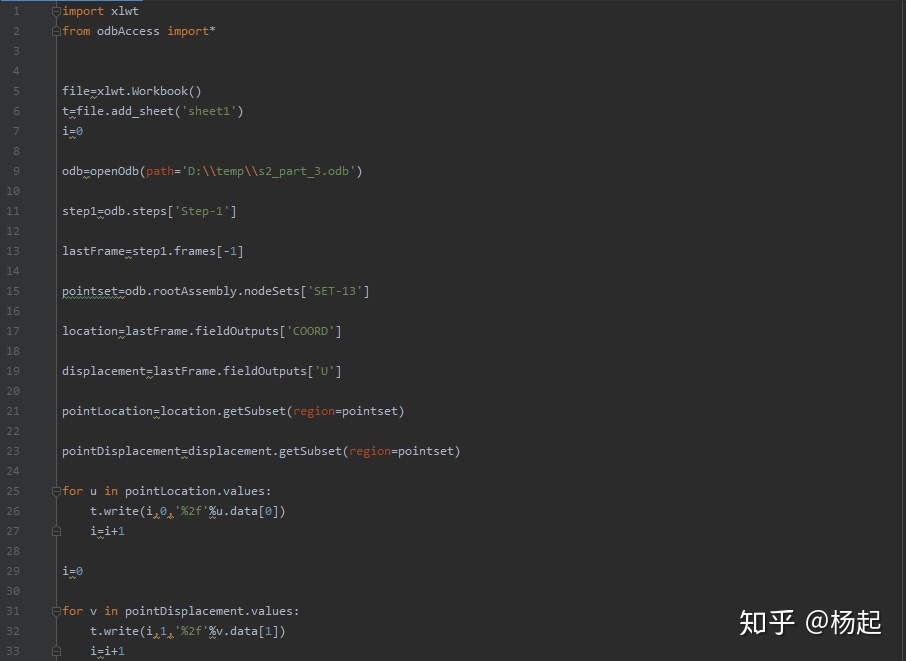 1 import xlwt
2 from odbAccess import*
3
4
5 file=xlwt.Workbook()
6 t=file.add_sheet('sheet1')
7 i=0
8
9 odb=openOdb(path='D:\\temp\\s2_part_3.odb')
10
11 step1=odb.steps['Step-1']
12
13 lastFrame=step1.frames[-1]
14
15 pointset=odb.rootAssembly.nodeSets['SET-13']
16
17 location=lastFrame.fieldOutputs['COORD']
18
19 displacement=lastFrame.fieldOutputs['U']
20
21 pointLocation=location.getSubset(region=pointset)
22
23 pointDisplacement=displacement.getSubset(region=pointset)
24
25 for u in pointLocation.values:
26     t.write(i,0,'%2f'%u.data[0])
27     i=i+1
28
29 i=0
30
31 for v in pointDisplacement.values:
32     t.write(i,1,'%2f'%v.data[1])
33     i=i+1
知乎 @杨起